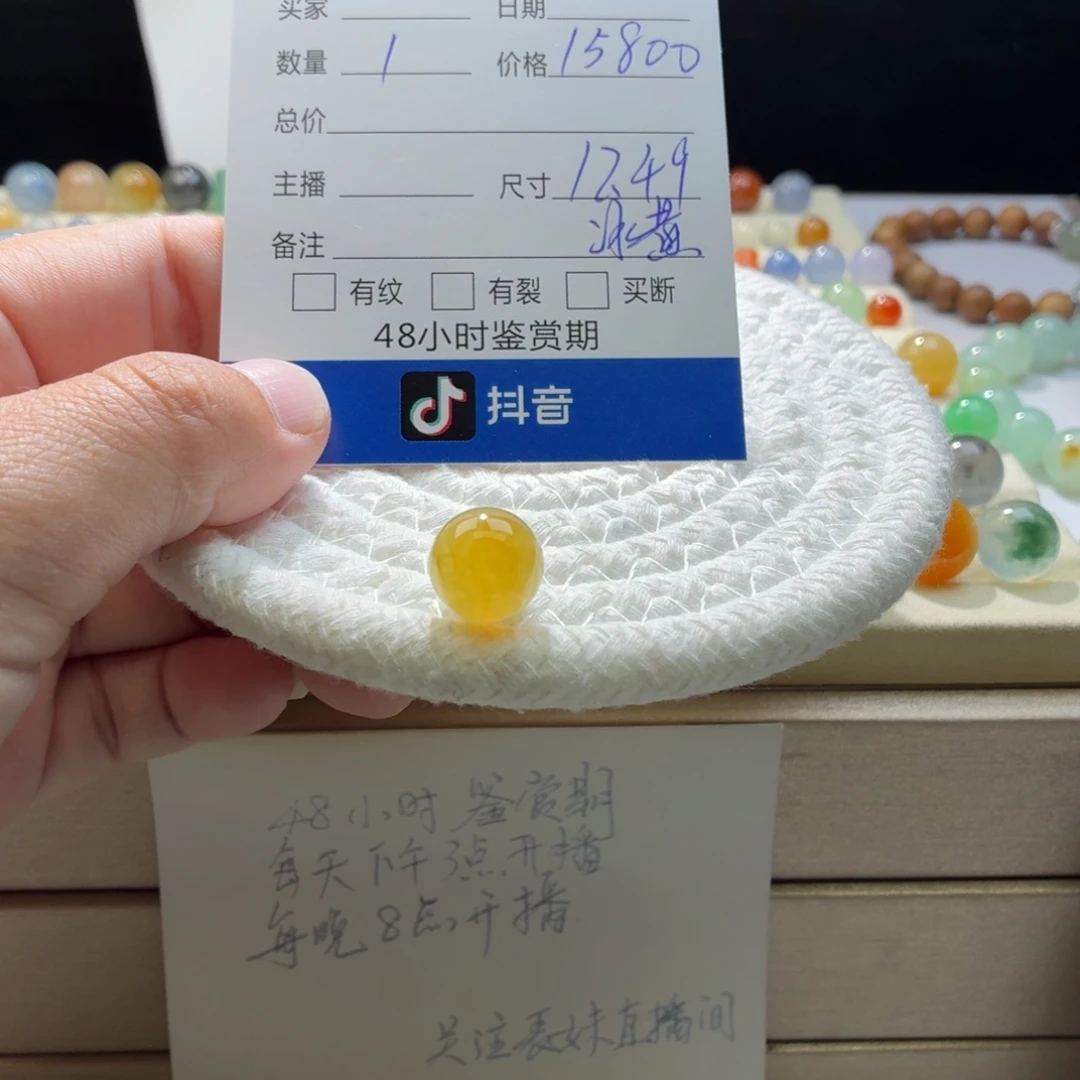 买家 日期
数量 1 价格 15800
总价
主播 尺寸 12.49
备注 冰黄
有纹 有裂 买断
48小时鉴赏期
抖音
48小时鉴赏期
每天下午3点开播
每晚8点开播
关注长妹直播间